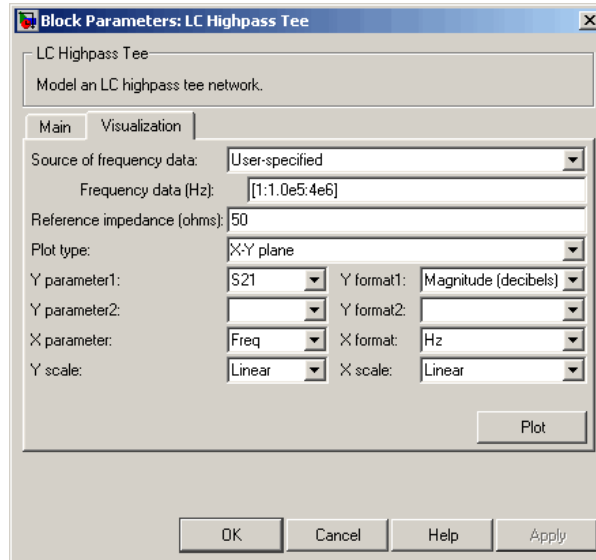 Block Parameters: LC Highpass Tee
LC Highpass Tee
Model an LC highpass tee network.
Main Visualization
Source of frequency data: User-specified
Frequency data (Hz): [1:1.0e5:4e6]
Reference impedance (ohms): 50
Plot type: X-Y plane
Y parameter1: S21 Y format1: Magnitude (decibels)
Y parameter2: Y format2:
X parameter: Freq X format: Hz
Y scale: Linear X scale: Linear
Plot
OK Cancel Help Apply